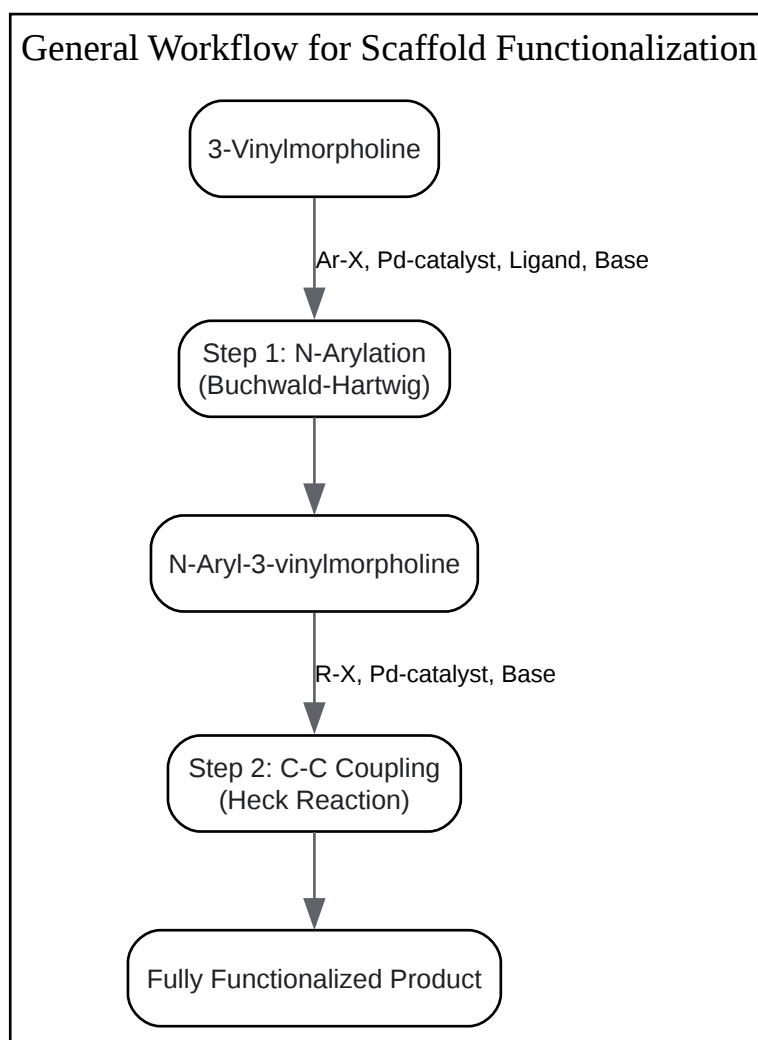 General Workflow for Scaffold Functionalization
3-Vinylmorpholine
Ar-X, Pd-catalyst, Ligand, Base
Step 1: N-Arylation
(Buchwald-Hartwig)
N-Aryl-3-vinylmorpholine
R-X, Pd-catalyst, Base
Step 2: C-C Coupling
(Heck Reaction)
Fully Functionalized Product